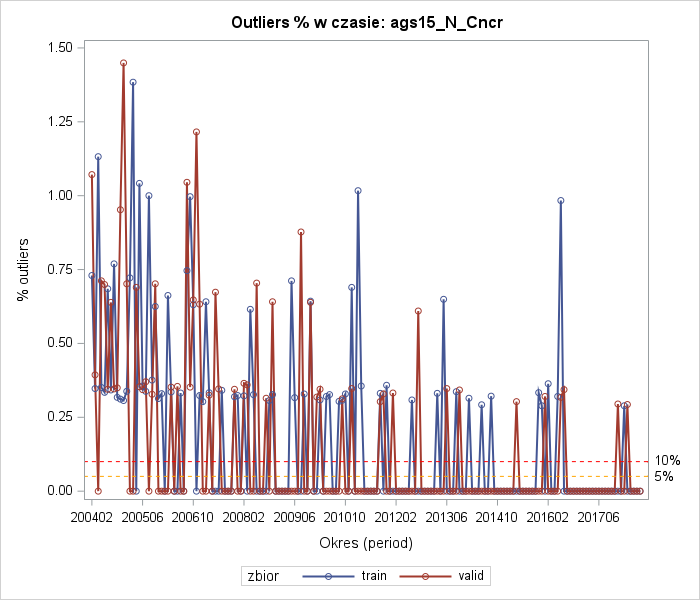 Outliers % w czasie: ags15_N_Cncr
% outliers
1.50
1.25
1.00
0.75
0.50
0.25
0.00
10%
5%
200402 200506 200610 200802 200906 201010 201202 201306 201410 201602 201706
Okres (period)
zbior train valid